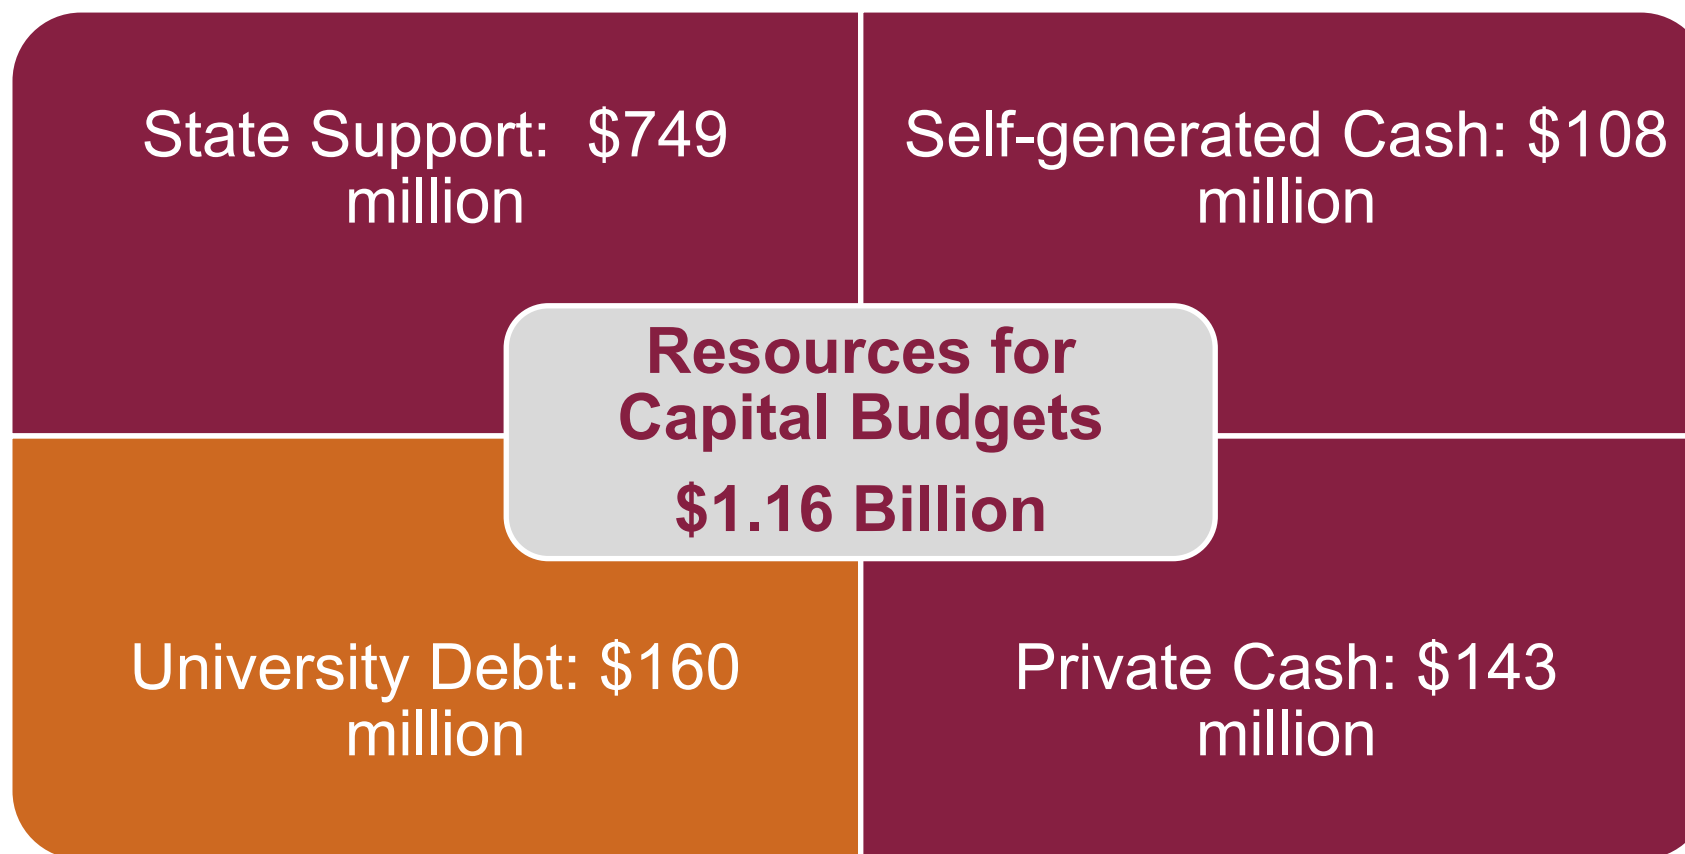 State Support:  $749
million
Self-generated Cash: $108
million
Resources for
Capital Budgets
$1.16 Billion
University Debt: $160
million
Private Cash: $143
million